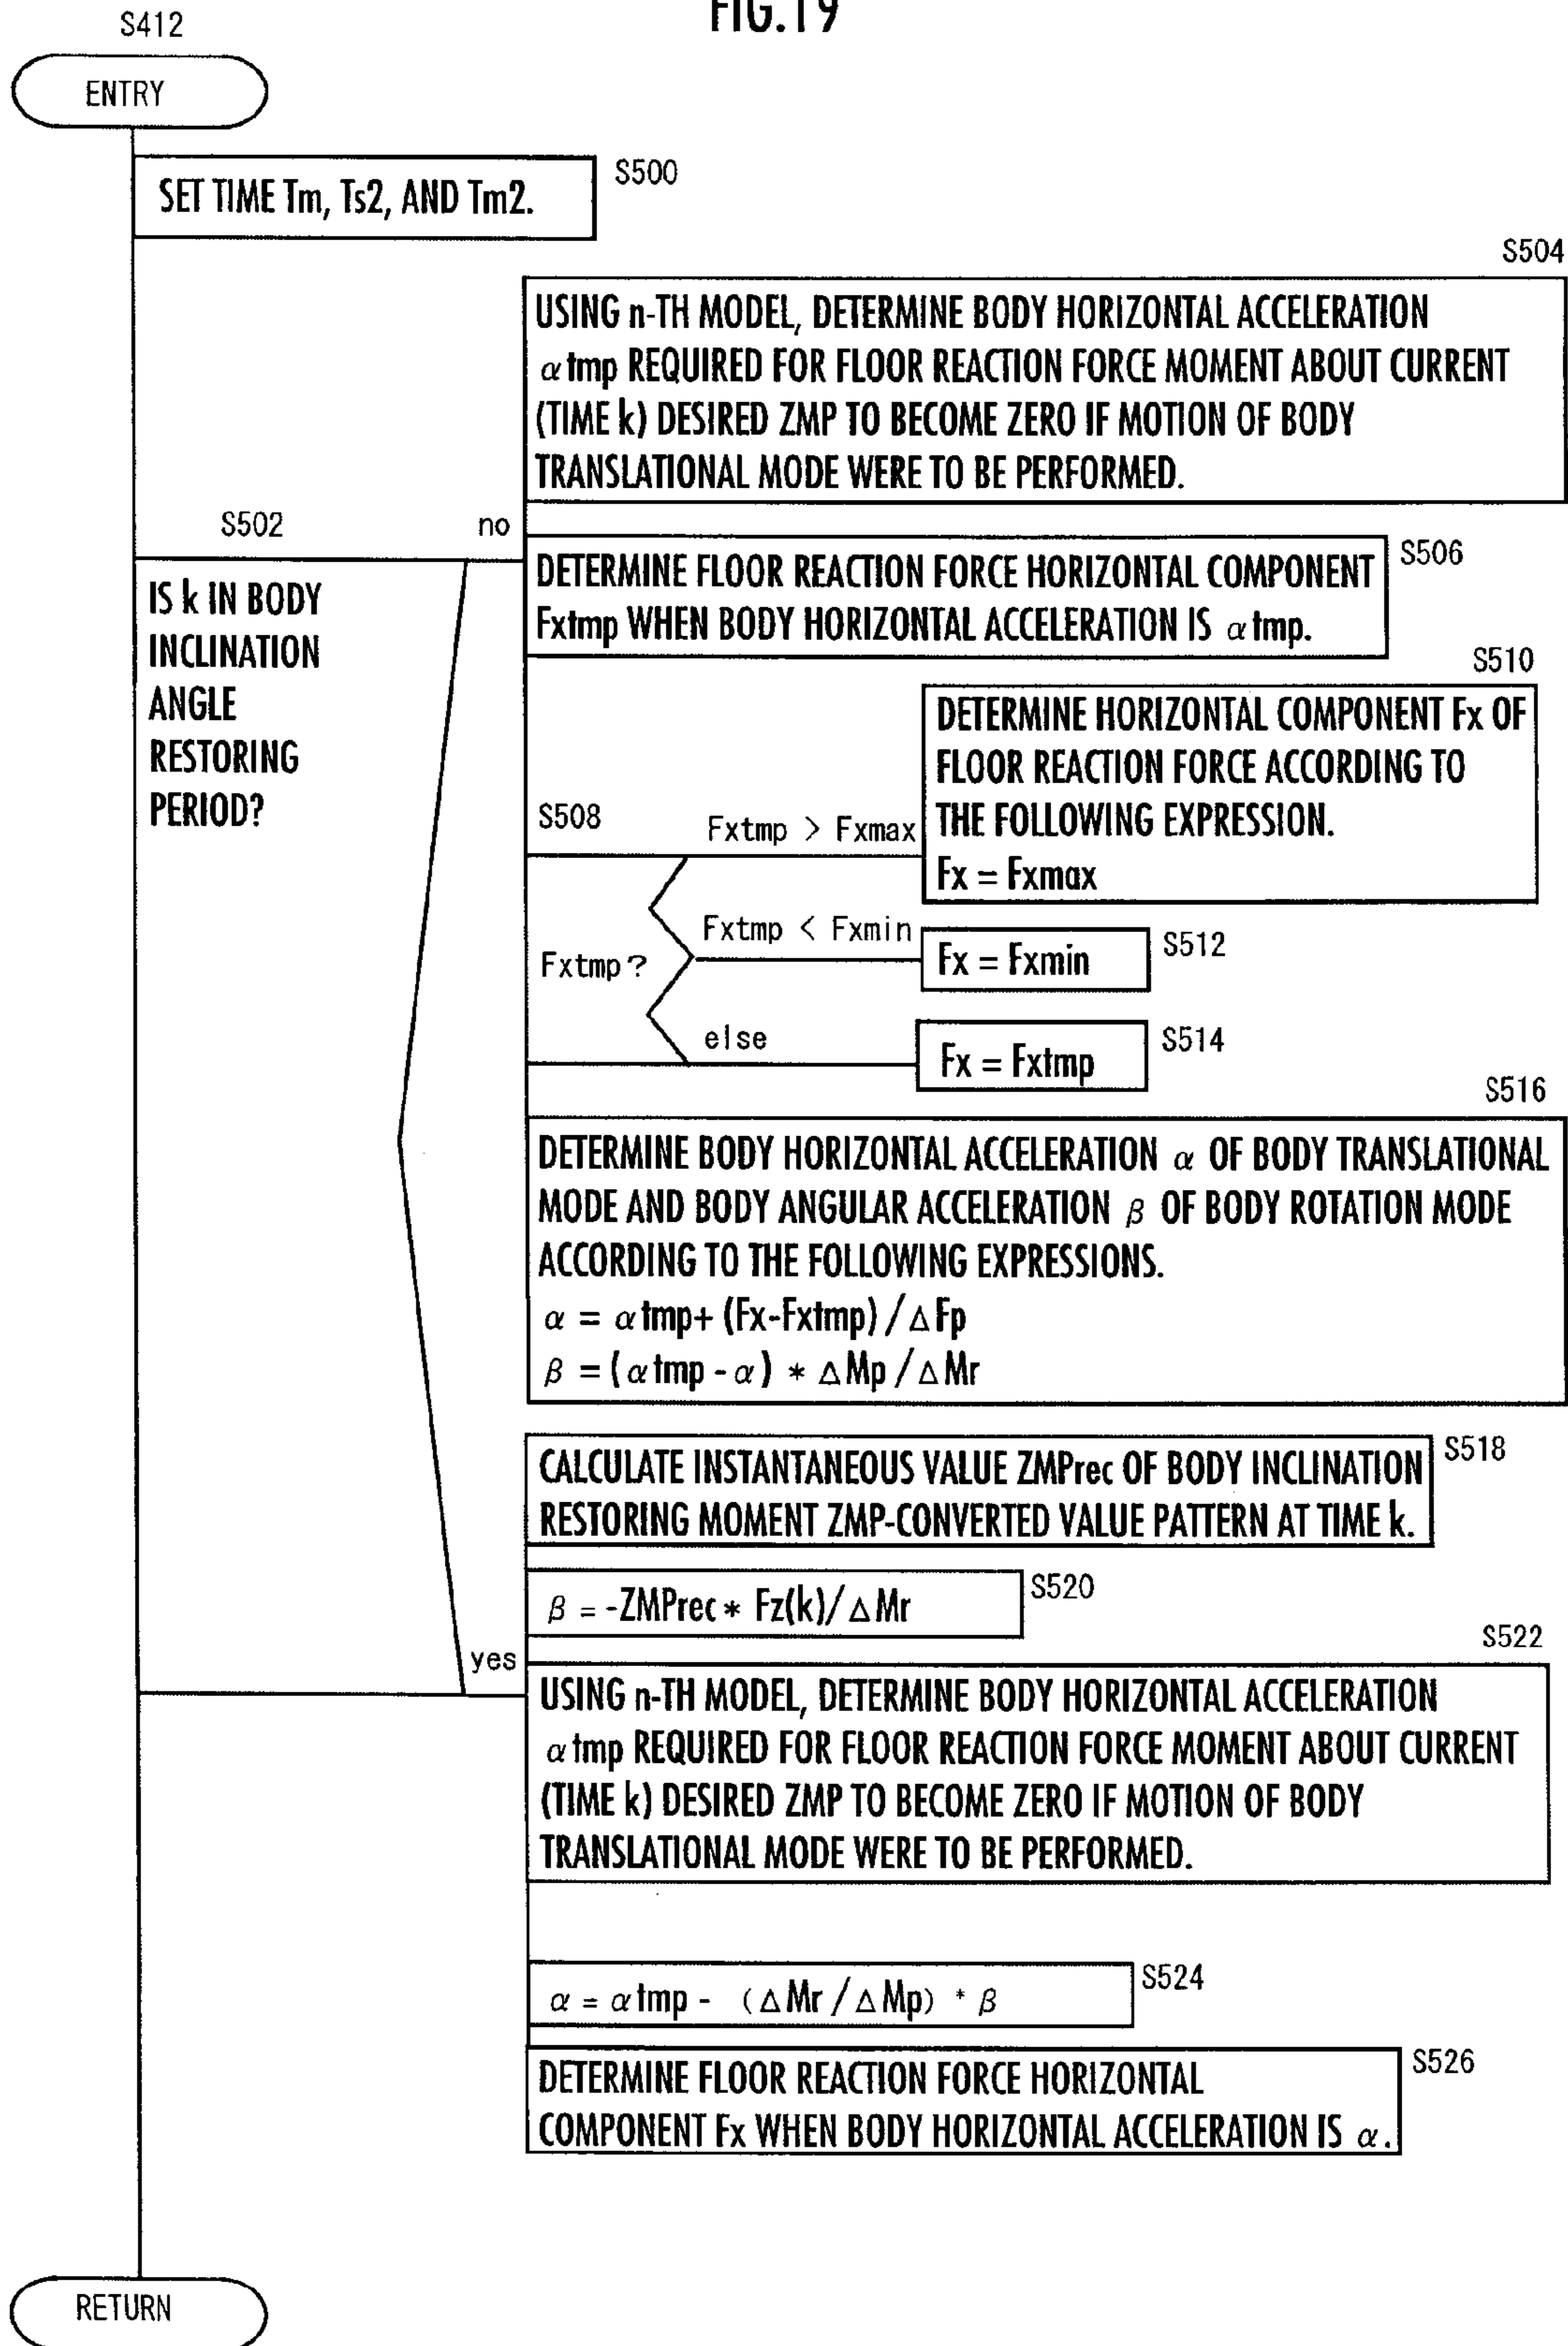 FIG.19
S412
ENTRY
SET TIME Tm, Ts2, AND Tm2.
S500
S504
USING n-TH MODEL, DETERMINE BODY HORIZONTAL ACCELERATION
αtmp REQUIRED FOR FLOOR REACTION FORCE MOMENT ABOUT CURRENT
(TIME k) DESIRED ZMP TO BECOME ZERO IF MOTION OF BODY
TRANSLATIONAL MODE WERE TO BE PERFORMED.
S502
no
IS k IN BODY
INCLINATION
ANGLE
RESTORING
PERIOD?
DETERMINE FLOOR REACTION FORCE HORIZONTAL COMPONENT
Fxtmp WHEN BODY HORIZONTAL ACCELERATION IS αtmp.
S506
S510
DETERMINE HORIZONTAL COMPONENT Fx OF
FLOOR REACTION FORCE ACCORDING TO
THE FOLLOWING EXPRESSION.
Fx = Fxmax
S508
Fxtmp > Fxmax
Fxtmp?
Fxtmp < Fxmin
Fx = Fxmin
S512
else
Fx = Fxtmp
S514
S516
DETERMINE BODY HORIZONTAL ACCELERATION α OF BODY TRANSLATIONAL
MODE AND BODY ANGULAR ACCELERATION β OF BODY ROTATION MODE
ACCORDING TO THE FOLLOWING EXPRESSIONS.
α = αtmp+ (Fx-Fxtmp) / ΔFp
β = (αtmp - α) * ΔMp / ΔMr
CALCULATE INSTANTANEOUS VALUE ZMPrec OF BODY INCLINATION
RESTORING MOMENT ZMP-CONVERTED VALUE PATTERN AT TIME k.
S518
β = -ZMPrec * Fz(k)/ ΔMr
S520
S522
yes
USING n-TH MODEL, DETERMINE BODY HORIZONTAL ACCELERATION
αtmp REQUIRED FOR FLOOR REACTION FORCE MOMENT ABOUT CURRENT
(TIME k) DESIRED ZMP TO BECOME ZERO IF MOTION OF BODY
TRANSLATIONAL MODE WERE TO BE PERFORMED.
α = αtmp - (ΔMr / ΔMp) * β
S524
DETERMINE FLOOR REACTION FORCE HORIZONTAL
COMPONENT Fx WHEN BODY HORIZONTAL ACCELERATION IS α.
S526
RETURN